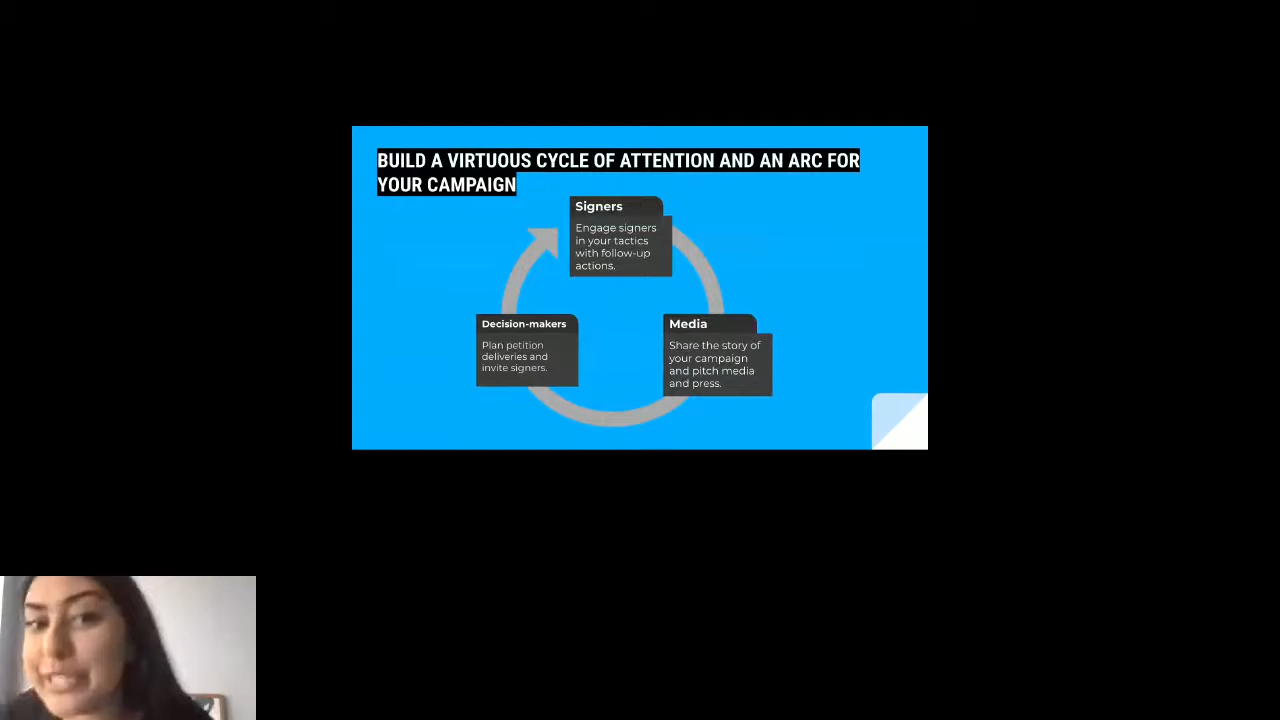 BUILD A VIRTUOUS CYCLE OF ATTENTION AND AN ARC FOR
YOUR CAMPAIGN
Signers
Engage signers
in your tactics
with follow-up
actions.
Decision-makers
Plan petition
deliveries and
invite signers.
Media
Share the story of
your campaign
and pitch media
and press.